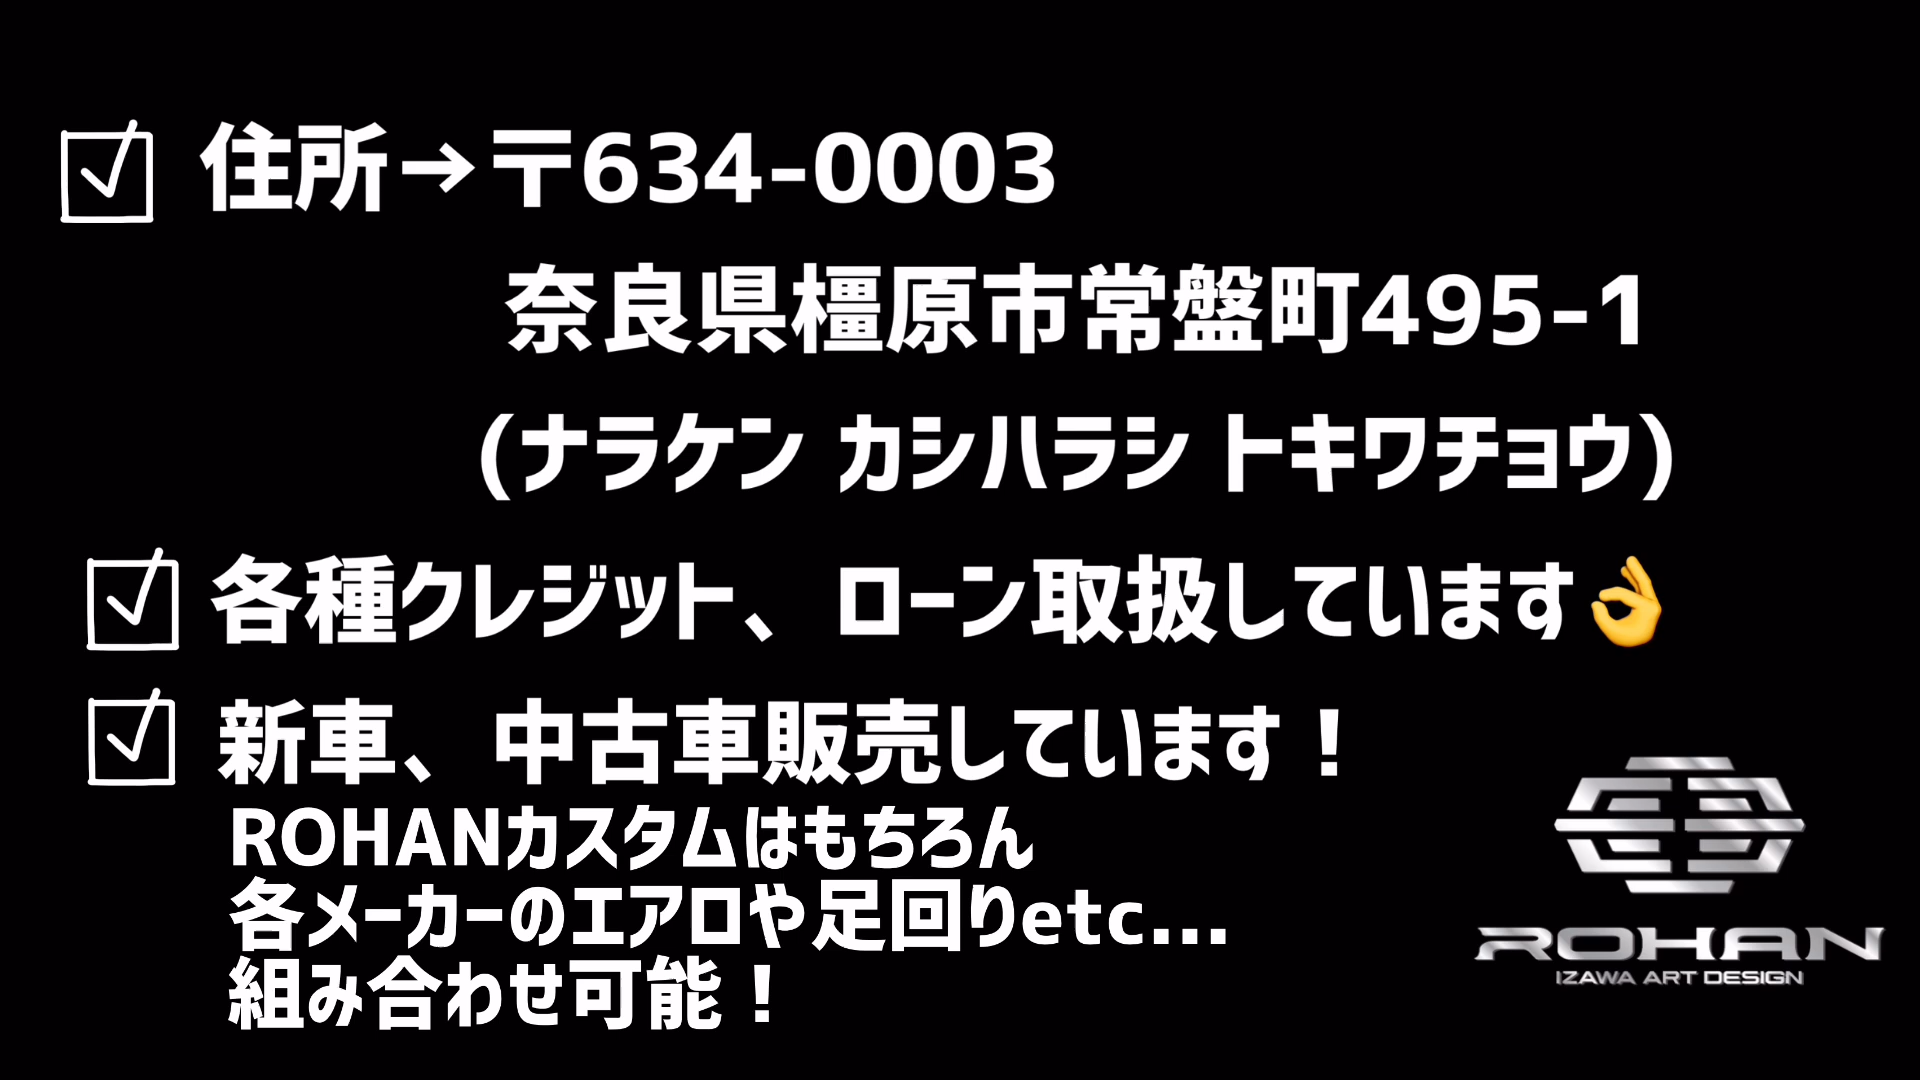 住所→〒634-0003
奈良県橿原市常盤町495-1
(ナラケン カシハラシ トキワチョウ)
各種クレジット、ローン取扱しています👌
新車、中古車販売しています！
ROHANカスタムはもちろん
各メーカーのエアロや足回りetc...
組み合わせ可能！
ROHAN
IZAWA ART DESIGN